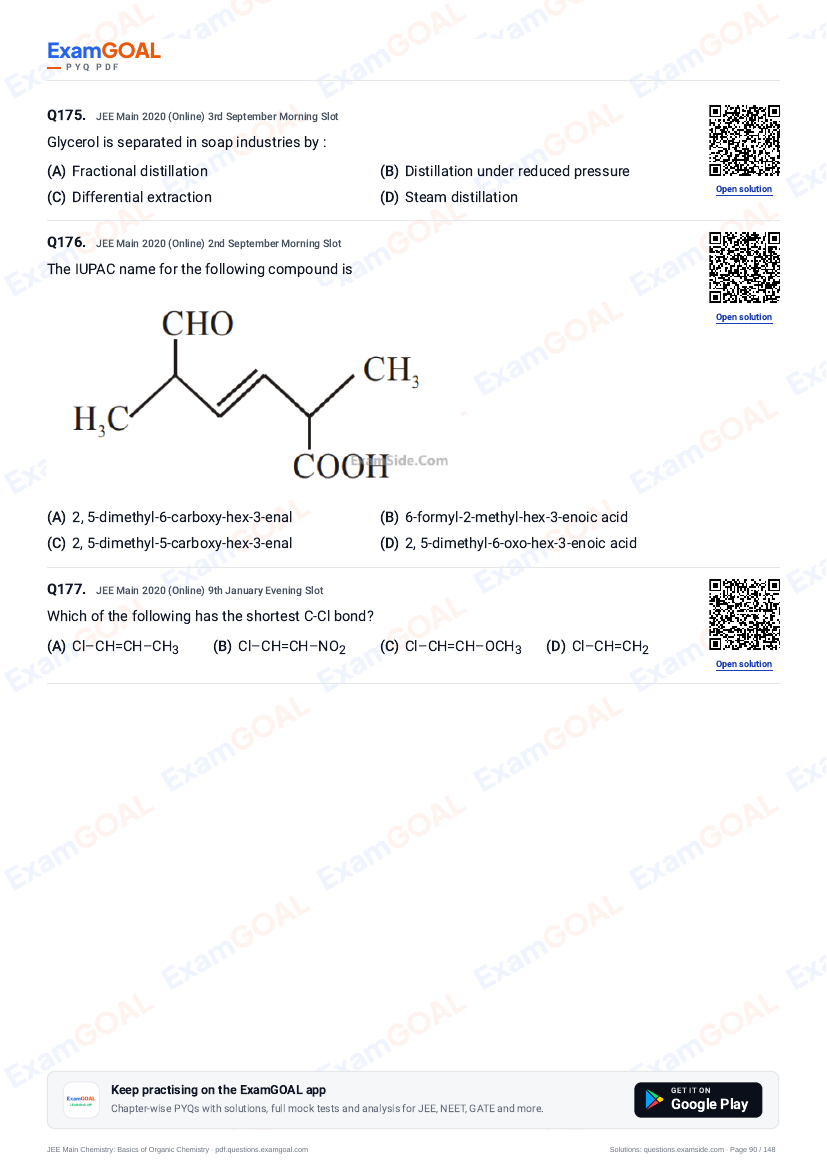 ExamGOAL
PYQ PDF
Q175. JEE Main 2020 (Online) 3rd September Morning Slot
Glycerol is separated in soap industries by :
(A) Fractional distillation (B) Distillation under reduced pressure
(C) Differential extraction (D) Steam distillation
Open solution
Q176. JEE Main 2020 (Online) 2nd September Morning Slot
The IUPAC name for the following compound is
Open solution
CHO
CH3
H3C
COOH
ExamSide.Com
(A) 2, 5-dimethyl-6-carboxy-hex-3-enal (B) 6-formyl-2-methyl-hex-3-enoic acid
(C) 2, 5-dimethyl-5-carboxy-hex-3-enal (D) 2, 5-dimethyl-6-oxo-hex-3-enoic acid
Q177. JEE Main 2020 (Online) 9th January Evening Slot
Which of the following has the shortest C-Cl bond?
(A) Cl–CH=CH–CH3 (B) Cl–CH=CH–NO2 (C) Cl–CH=CH–OCH3 (D) Cl–CH=CH2
Open solution
ExamGOAL
Keep practising on the ExamGOAL app
Chapter-wise PYQs with solutions, full mock tests and analysis for JEE, NEET, GATE and more.
GET IT ON
Google Play
JEE Main Chemistry: Basics of Organic Chemistry · pdf.questions.examgoal.com
Solutions: questions.examside.com · Page 90 / 148